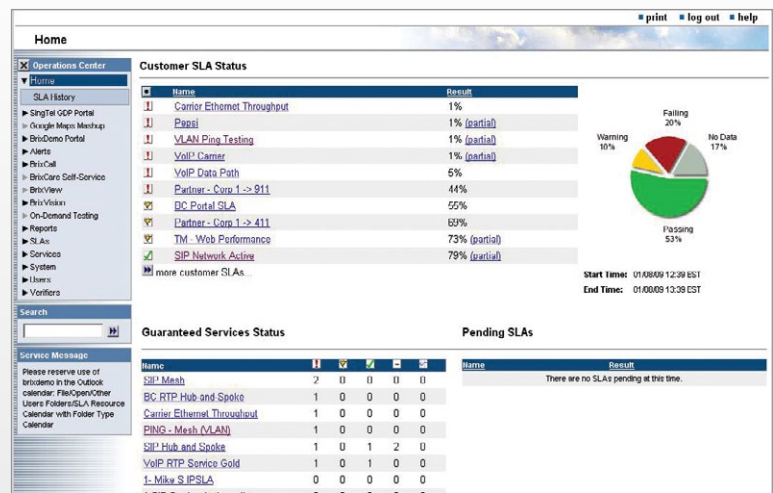 print log out help
Home
Operations Center
Home
SLA History
SingTel GDP Portal
Google Maps Mashup
BrixDemo Portal
Alerts
BrixCall
BrixCare Self-Service
BrixView
BrixVision
On-Demand Testing
Reports
SLAs
Services
System
Users
Verifiers
Search
Service Message
Please reserve use of
brixdemo in the Outlook
calendar: File/Open/Other
Users Folders/SLA Resource
Calendar with Folder Type
Calendar
Customer SLA Status
Name Result
Carrier Ethernet Throughput 1%
Pepsi 1% (partial)
VLAN Ping Testing 1% (partial)
VoIP Carrier 1% (partial)
VoIP Data Path 5%
Partner - Corp 1 -> 911 44%
BC Portal SLA 55%
Partner - Corp 1 -> 411 69%
TM - Web Performance 73% (partial)
SIP Network Active 79% (partial)
more customer SLAs...
Failing
20%
Warning
10%
No Data
17%
Passing
53%
Start Time: 01/08/09 12:39 EST
End Time: 01/08/09 13:39 EST
Guaranteed Services Status
Name
SIP Mesh 2 0 0 0 0
BC RTP Hub and Spoke 1 0 0 0 0
Carrier Ethernet Throughput 1 0 0 0 0
PING - Mesh (VLAN) 1 0 0 0 0
SIP Hub and Spoke 1 0 1 2 0
VoIP RTP Service Gold 1 0 1 0 0
1- Mike S IPSLA 0 0 0 0 0
Pending SLAs
Name Result
There are no SLAs pending at this time.